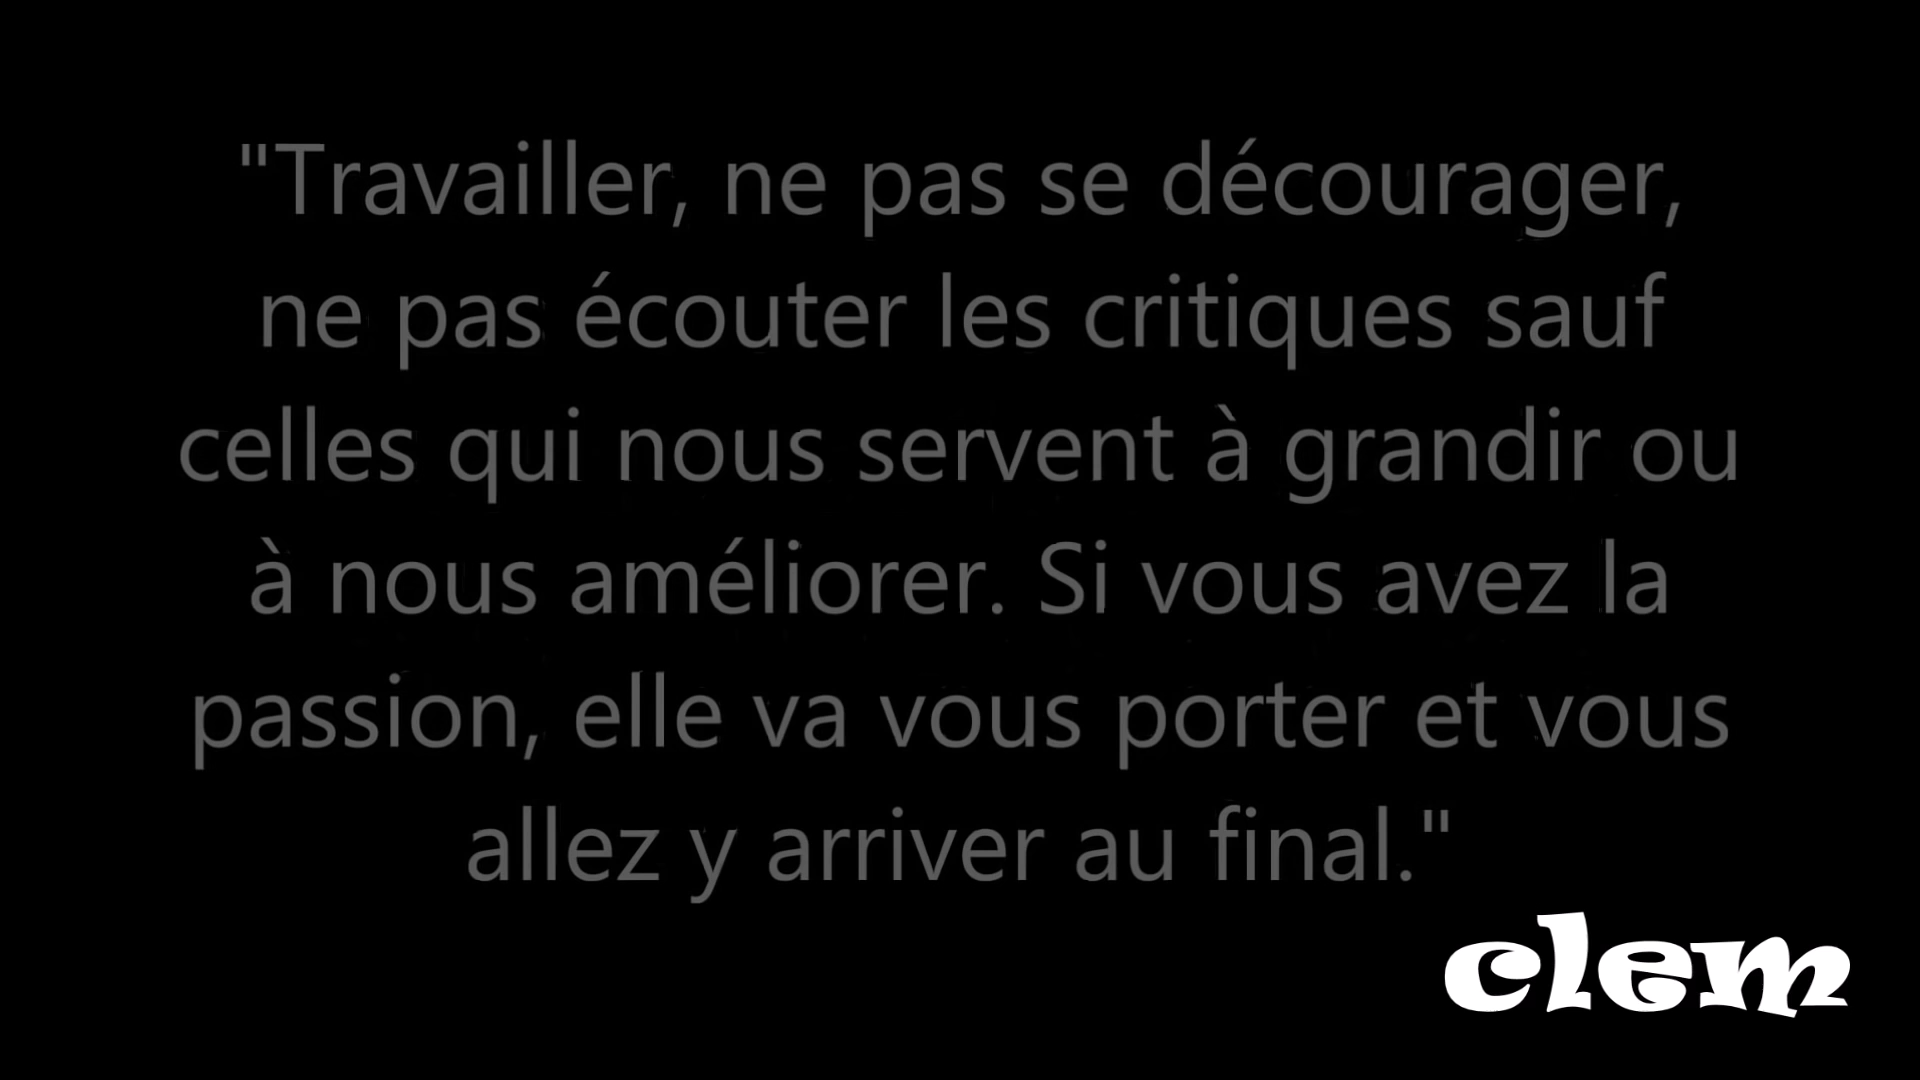 "Travailler, ne pas se décourager,
ne pas écouter les critiques sauf
celles qui nous servent à grandir ou
à nous améliorer. Si vous avez la
passion, elle va vous porter et vous
allez y arriver au final."
clem